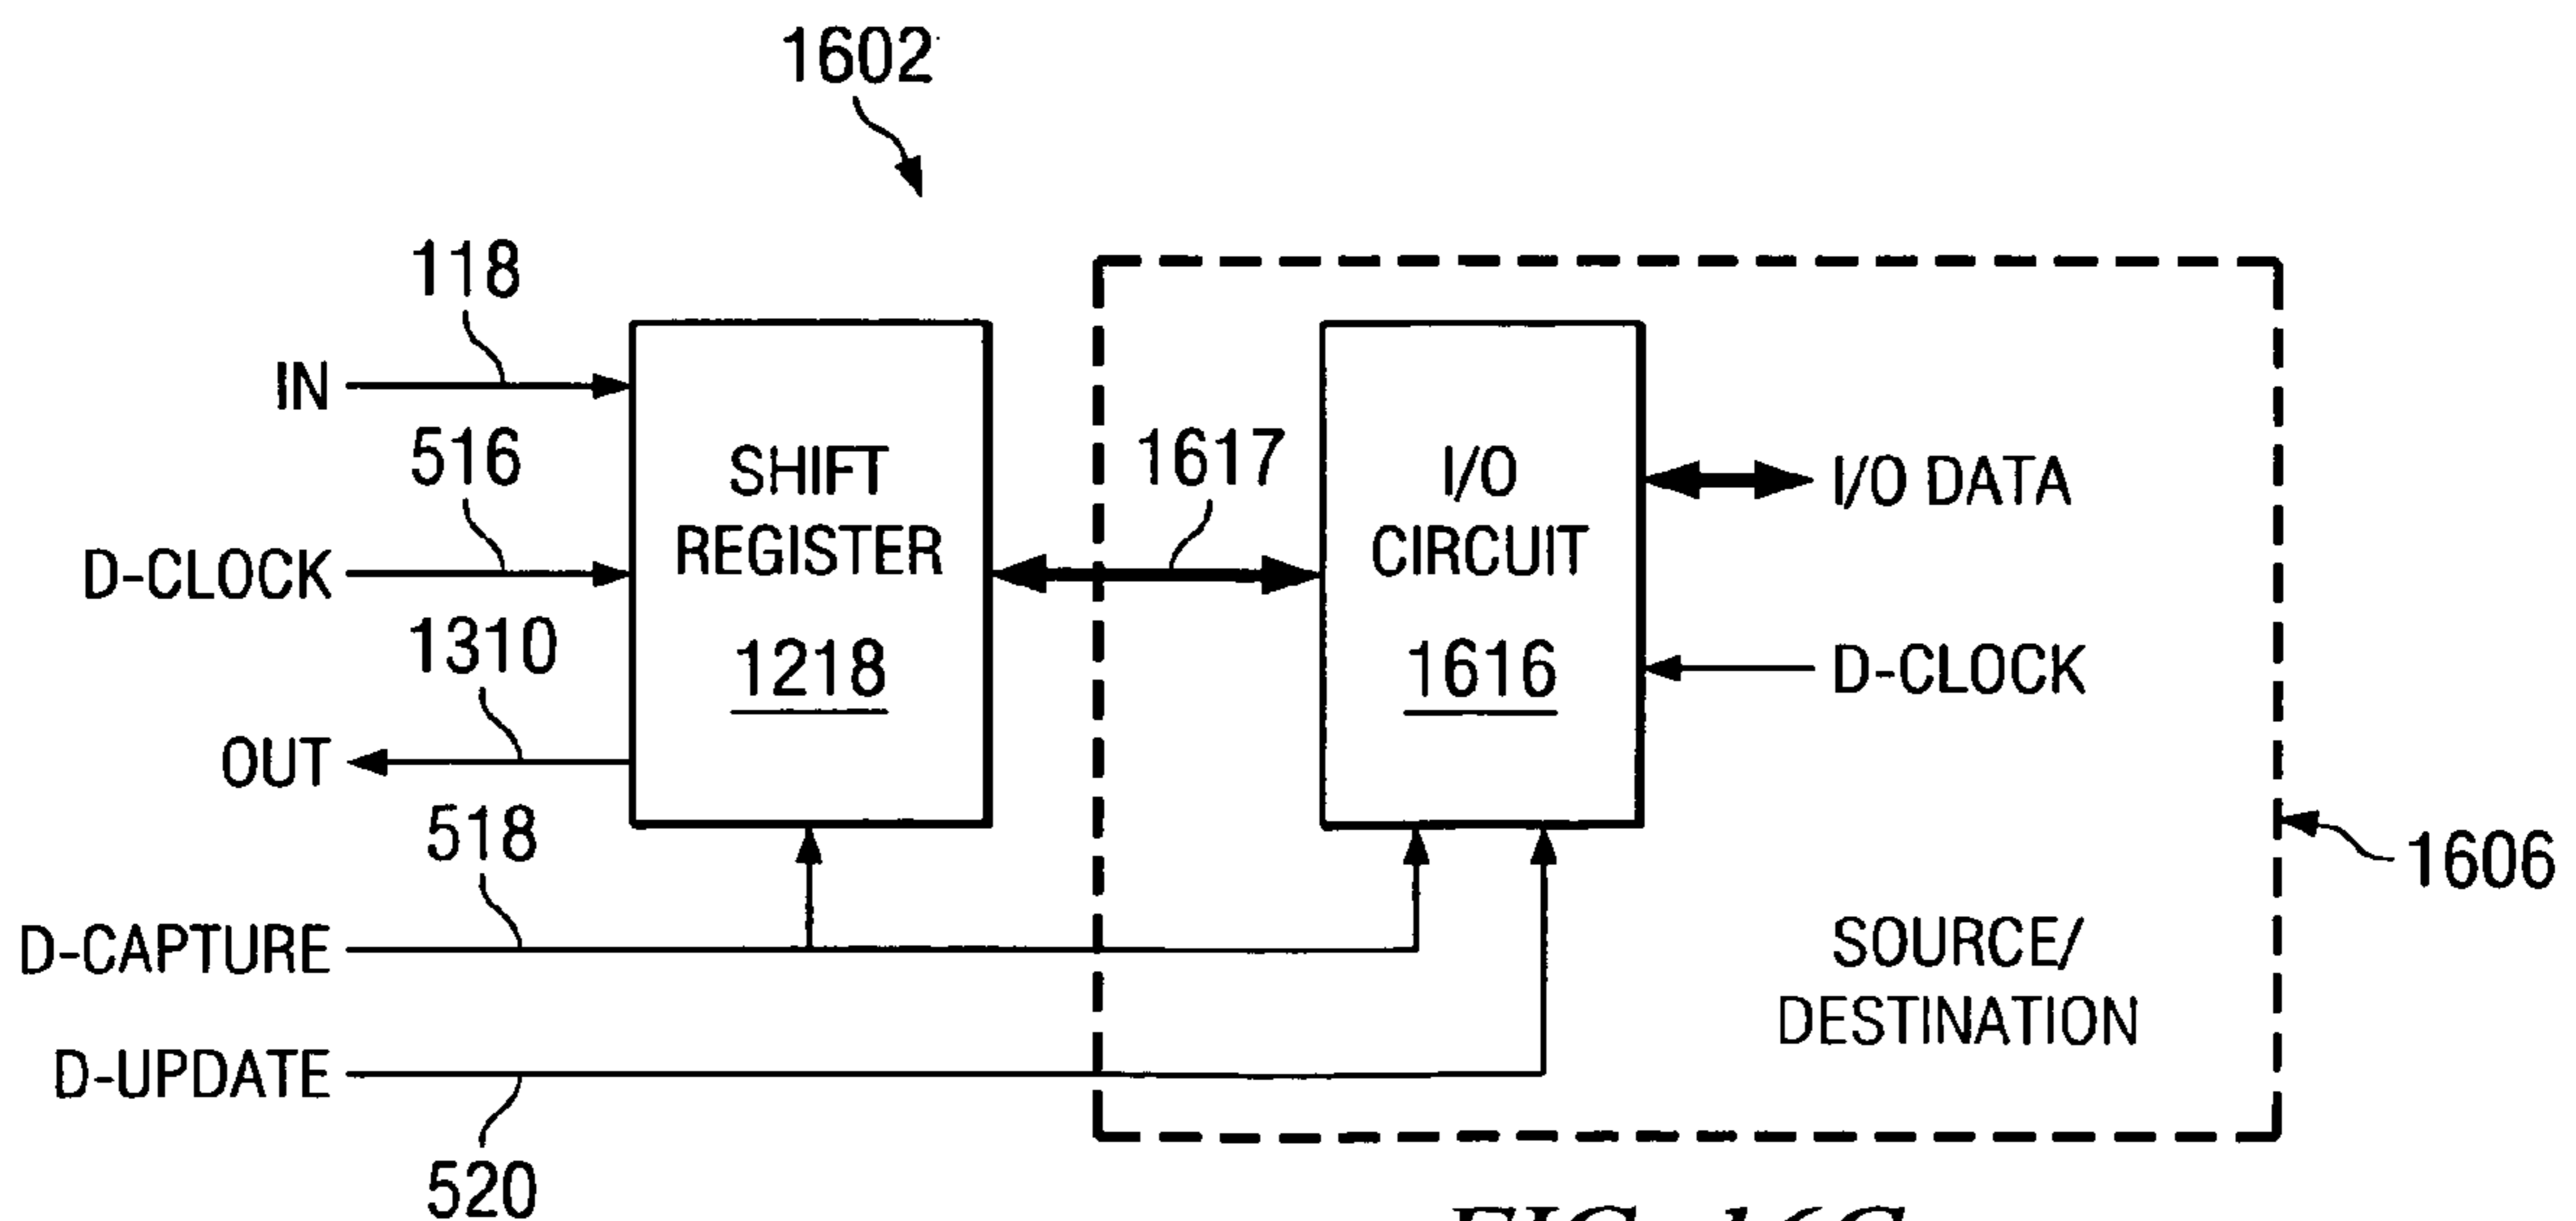 1602
118
IN
516
D-CLOCK
1310
OUT
518
D-CAPTURE
D-UPDATE
520
SHIFT
REGISTER
1218
1617
I/O
CIRCUIT
1616
I/O DATA
D-CLOCK
1606
SOURCE/
DESTINATION